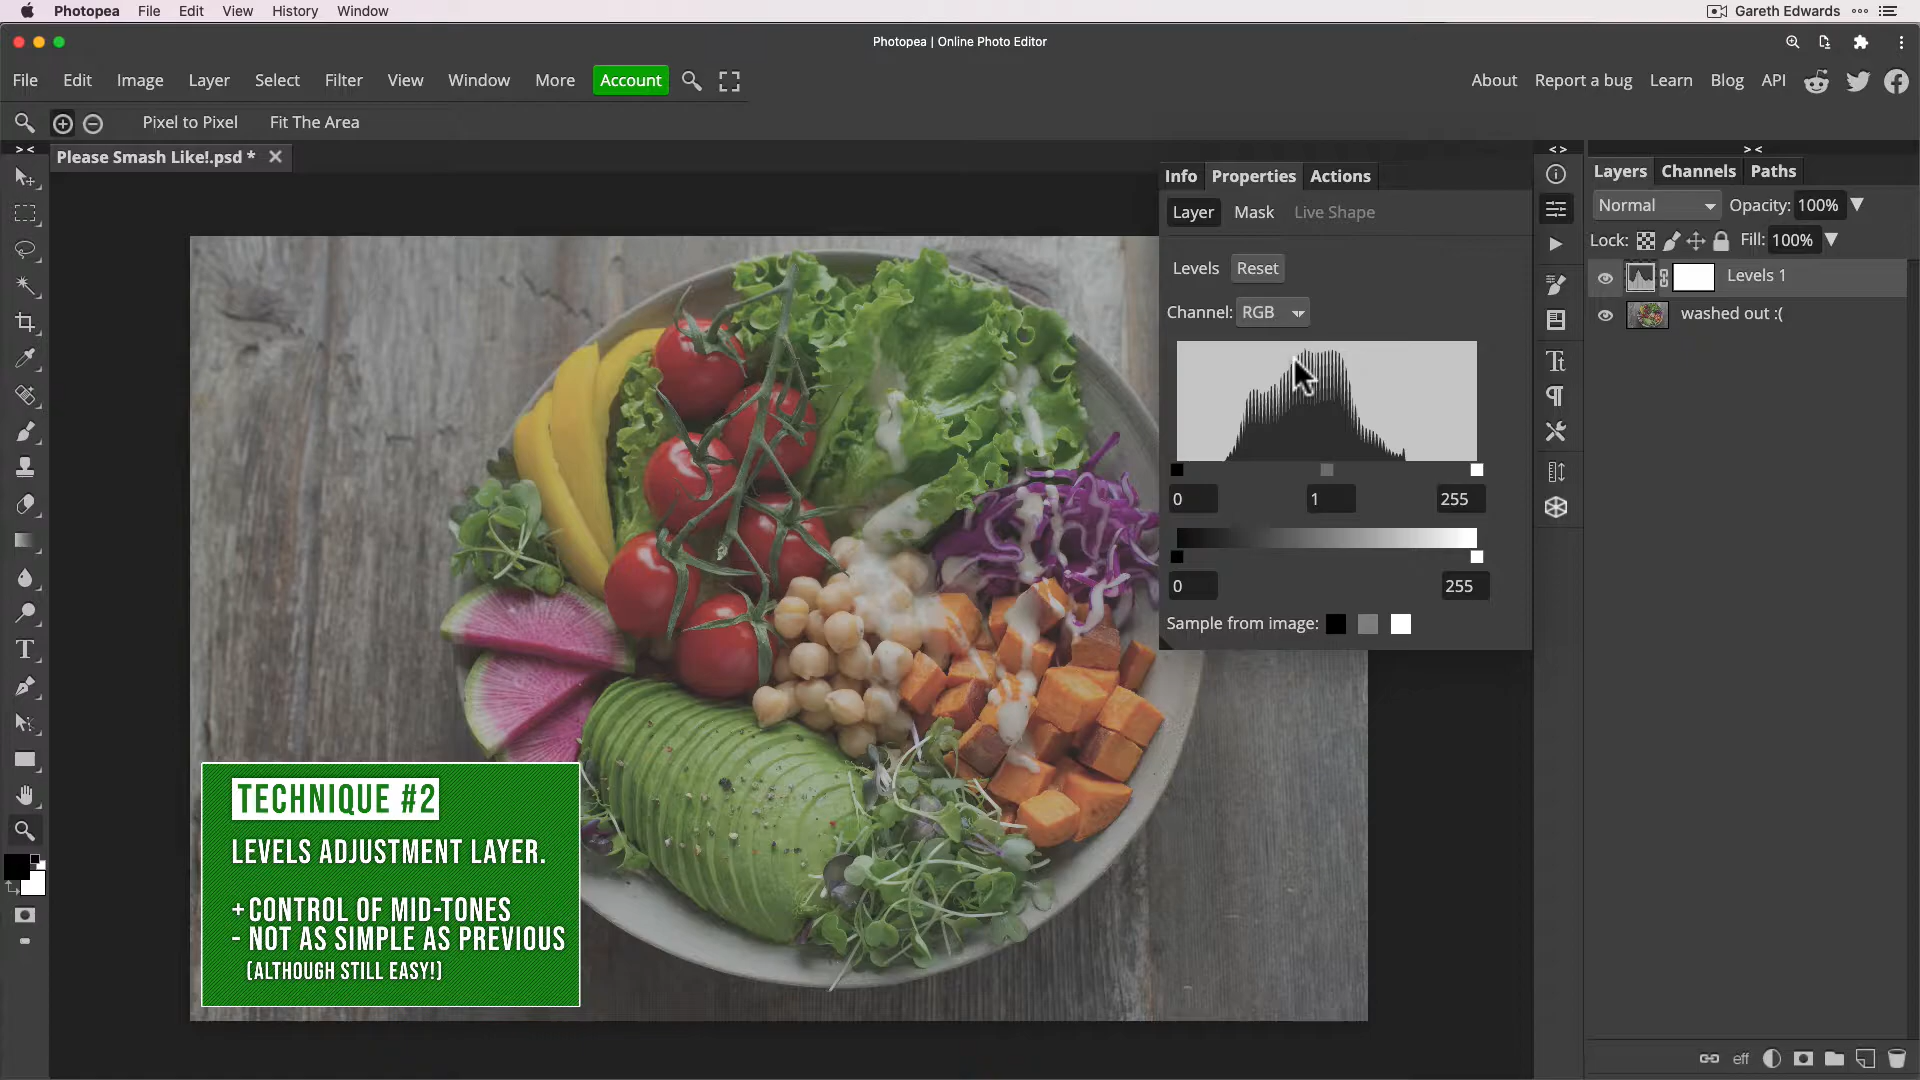 Photopea File Edit View History Window
Gareth Edwards
Photopea | Online Photo Editor
File Edit Image Layer Select Filter View Window More Account
About Report a bug Learn Blog API
Pixel to Pixel Fit The Area
Please Smash Like!.psd *
Info Properties Actions
Layer Mask Live Shape
Levels Reset
Channel: RGB
0 1 255
0 255
Sample from image:
Layers Channels Paths
Normal Opacity: 100%
Lock: Fill: 100%
Levels 1
washed out :(
eff
TECHNIQUE #2
LEVELS ADJUSTMENT LAYER.
+ CONTROL OF MID-TONES
- NOT AS SIMPLE AS PREVIOUS
(ALTHOUGH STILL EASY!)